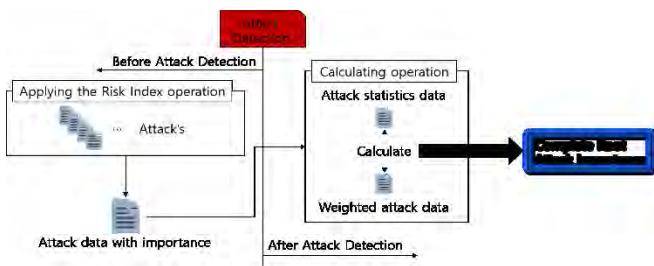 Detection
Before Attack Detection
Applying the Risk Index operation
... Attack's
Attack data with importance
Calculating operation
Attack statistics data
Calculate
Weighted attack data
After Attack Detection